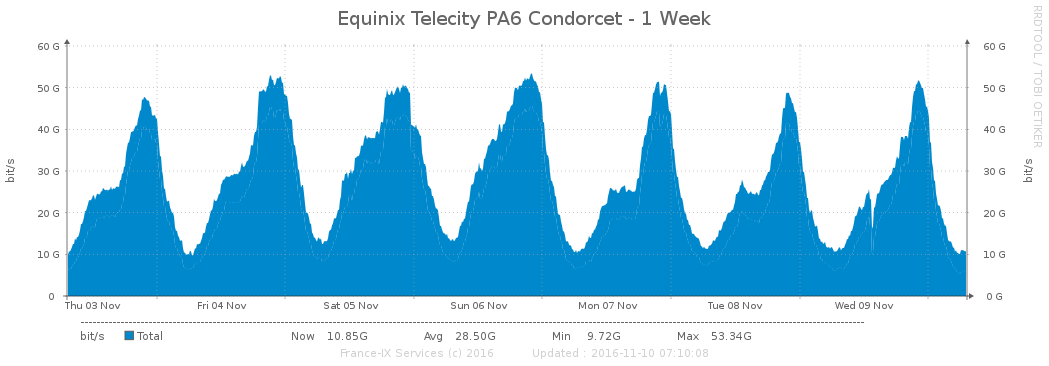 Equinix Telecity PA6 Condorcet - 1 Week
RRDTOOL / TOBI OETIKER
bit/s
60 G
50 G
40 G
30 G
20 G
10 G
0
60 G
50 G
40 G
30 G
20 G
10 G
0 G
bit/s
Thu 03 Nov Fri 04 Nov Sat 05 Nov Sun 06 Nov Mon 07 Nov Tue 08 Nov Wed 09 Nov
bit/s Total Now 10.85G Avg 28.50G Min 9.72G Max 53.34G
France-IX Services (c) 2016 Updated : 2016-11-10 07:10:08